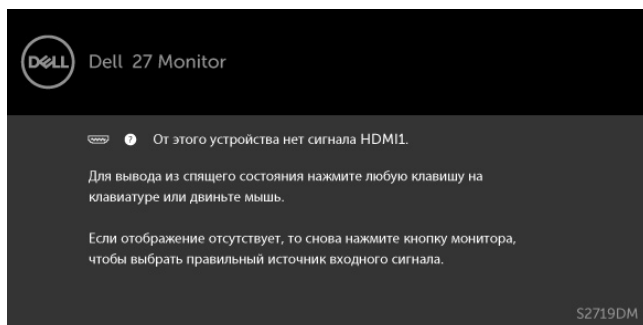 DELL
Dell 27 Monitor
? От этого устройства нет сигнала HDMI1.
Для вывода из спящего состояния нажмите любую клавишу на
клавиатуре или двиньте мышь.
Если отображение отсутствует, то снова нажмите кнопку монитора,
чтобы выбрать правильный источник входного сигнала.
S2719DM